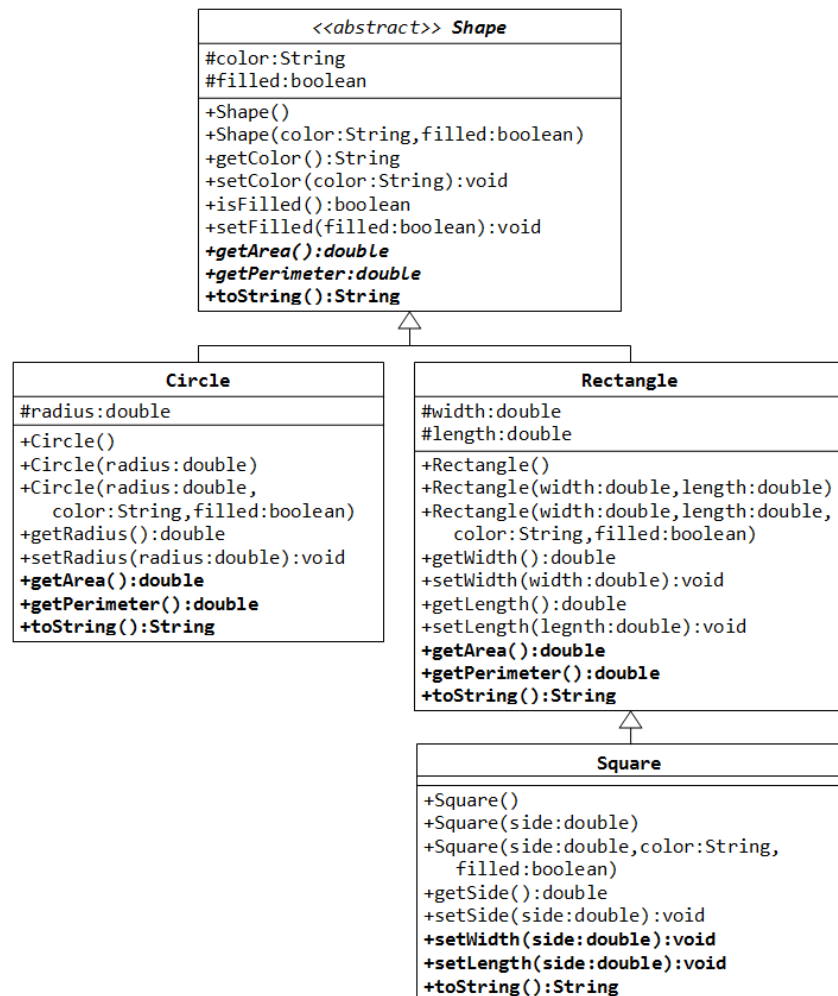 <<abstract>> Shape
#color:String
#filled:boolean
+Shape()
+Shape(color:String,filled:boolean)
+getColor():String
+setColor(color:String):void
+isFilled():boolean
+setFilled(filled:boolean):void
+getArea():double
+getPerimeter:double
+toString():String
Circle
#radius:double
+Circle()
+Circle(radius:double)
+Circle(radius:double,
color:String,filled:boolean)
+getRadius():double
+setRadius(radius:double):void
+getArea():double
+getPerimeter():double
+toString():String
Rectangle
#width:double
#length:double
+Rectangle()
+Rectangle(width:double,length:double)
+Rectangle(width:double,length:double,
color:String,filled:boolean)
+getWidth():double
+setWidth(width:double):void
+getLength():double
+setLength(legnth:double):void
+getArea():double
+getPerimeter():double
+toString():String
Square
+Square()
+Square(side:double)
+Square(side:double,color:String,
filled:boolean)
+getSide():double
+setSide(side:double):void
+setWidth(side:double):void
+setLength(side:double):void
+toString():String